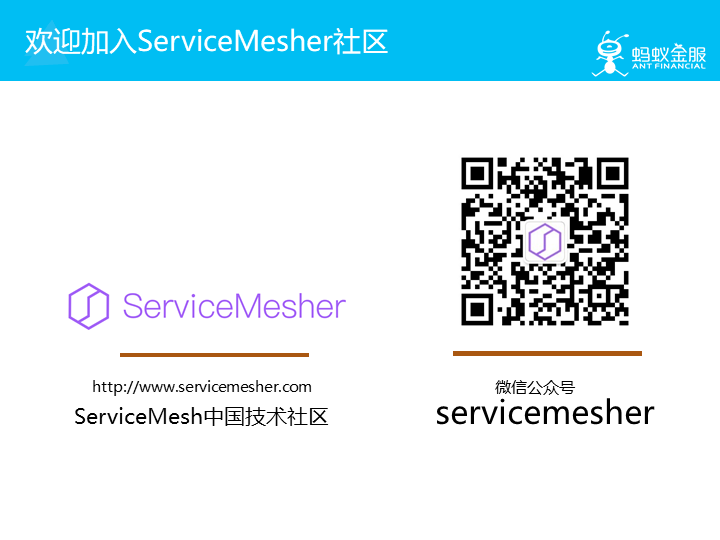 欢迎加入ServiceMesher社区
蚂蚁金服
ANT FINANCIAL
ServiceMesher
http://www.servicemesher.com
ServiceMesh中国技术社区
微信公众号
servicemesher